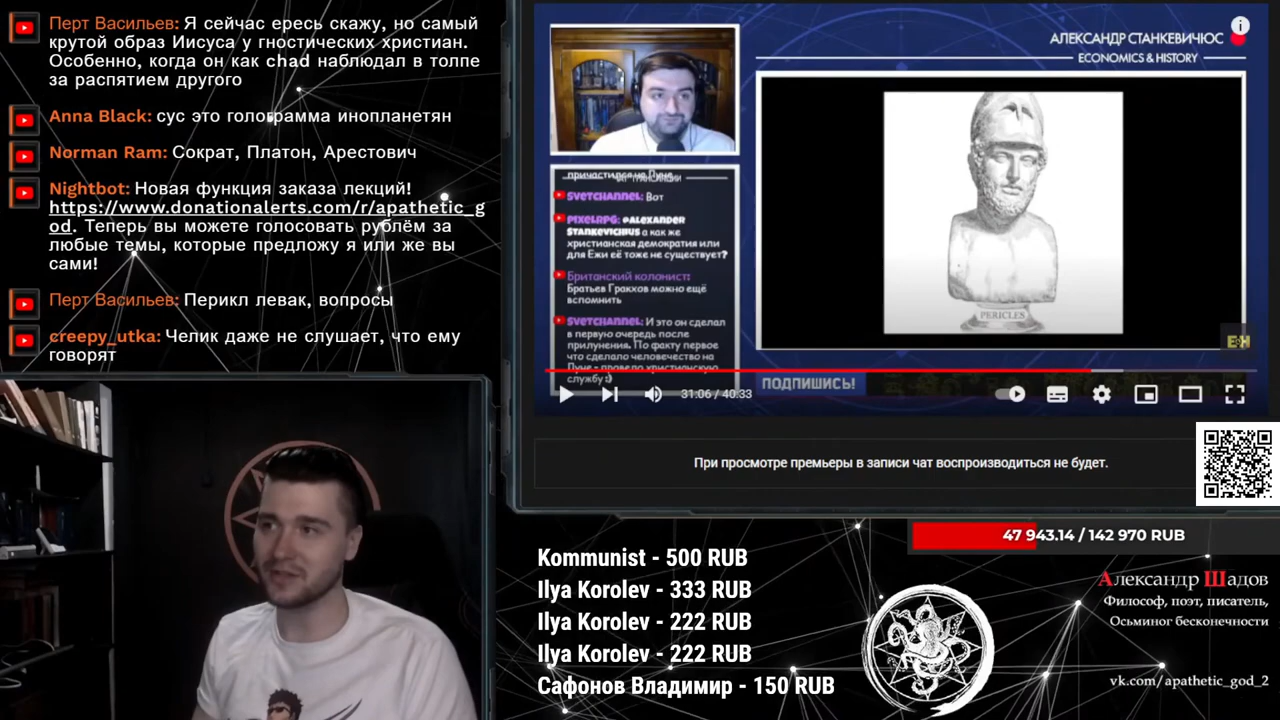 Перт Васильев: Я сейчас ересь скажу, но самый
крутой образ Иисуса у гностических христиан.
Особенно, когда он как chad наблюдал в толпе
за распятием другого
Anna Black: сус это голограмма инопланетян
Norman Ram: Сократ, Платон, Арестович
Nightbot: Новая функция заказа лекций!
https://www.donationalerts.com/r/apathetic_g
od. Теперь вы можете голосовать рублём за
любые темы, которые предложу я или же вы
сами!
Перт Васильев: Перикл левак, вопросы
creepy_utka: Челик даже не слушает, что ему
говорят
АЛЕКСАНДР СТАНКЕВИЧЮС
ECONOMICS & HISTORY
причастился на Луне
SVETCHANNEL: Вот
PIXELRPG: @ALEXANDER
STANKEVICHIUS а как же
христианская демократия или
для Ежи её тоже не существует?
Британский колонист:
Братьев Гракхов можно ещё
вспомнить
SVETCHANNEL: И это он сделал
в первую очередь после
прилунения. По факту первое
что сделало человечество на
Луне - провело христианскую
службу :)
PERICLES
E&H
ПОДПИШИСЬ!
31:06 / 40:33
При просмотре премьеры в записи чат воспроизводиться не будет.
47 943.14 / 142 970 RUB
Kommunist - 500 RUB
Ilya Korolev - 333 RUB
Ilya Korolev - 222 RUB
Ilya Korolev - 222 RUB
Сафонов Владимир - 150 RUB
Александр Шадов
Философ, поэт, писатель,
Осьминог бесконечности
vk.com/apathetic_god_2